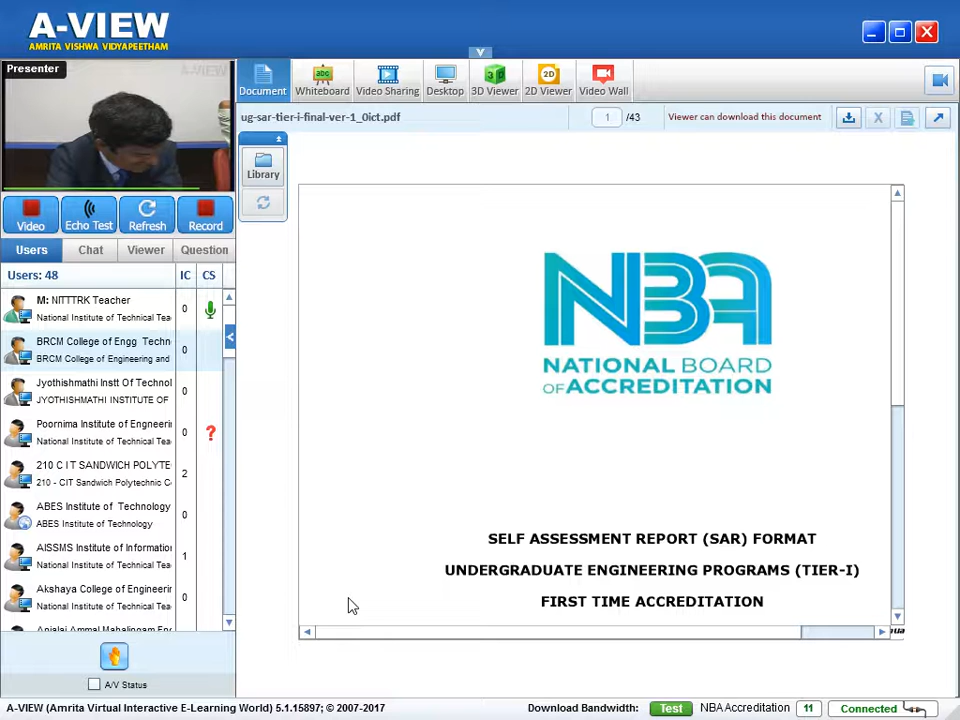 A-VIEW
AMRITA VISHWA VIDYAPEETHAM
Presenter
A-VIEW
Document
Whiteboard
Video Sharing
Desktop
3D Viewer
2D Viewer
Video Wall
ug-sar-tier-i-final-ver-1_0ict.pdf
1 /43
Viewer can download this document
Library
Video
Echo Test
Refresh
Record
Users
Chat
Viewer
Question
Users: 48
IC
CS
M: NITTTRK Teacher
National Institute of Technical Tea
0
BRCM College of Engg Techn
BRCM College of Engineering and
0
Jyothishmathi Instt Of Technol
JYOTHISHMATHI INSTITUTE OF
0
Poornima Institute of Engneeri
National Institute of Technical Tea
0 ?
210 C I T SANDWICH POLYTE
210 - CIT Sandwich Polytechnic C
2
ABES Institute of Technology
ABES Institute of Technology
0
AISSMS Institute of Informatio
National Institute of Technical Tea
1
Akshaya College of Engineeri
National Institute of Technical Tea
0
Anjalai Ammal Mahalingam En
A/V Status
NBA
NATIONAL BOARD
OF ACCREDITATION
SELF ASSESSMENT REPORT (SAR) FORMAT
UNDERGRADUATE ENGINEERING PROGRAMS (TIER-I)
FIRST TIME ACCREDITATION
A-VIEW (Amrita Virtual Interactive E-Learning World) 5.1.15897; © 2007-2017
Download Bandwidth:
Test
NBA Accreditation
11
Connected